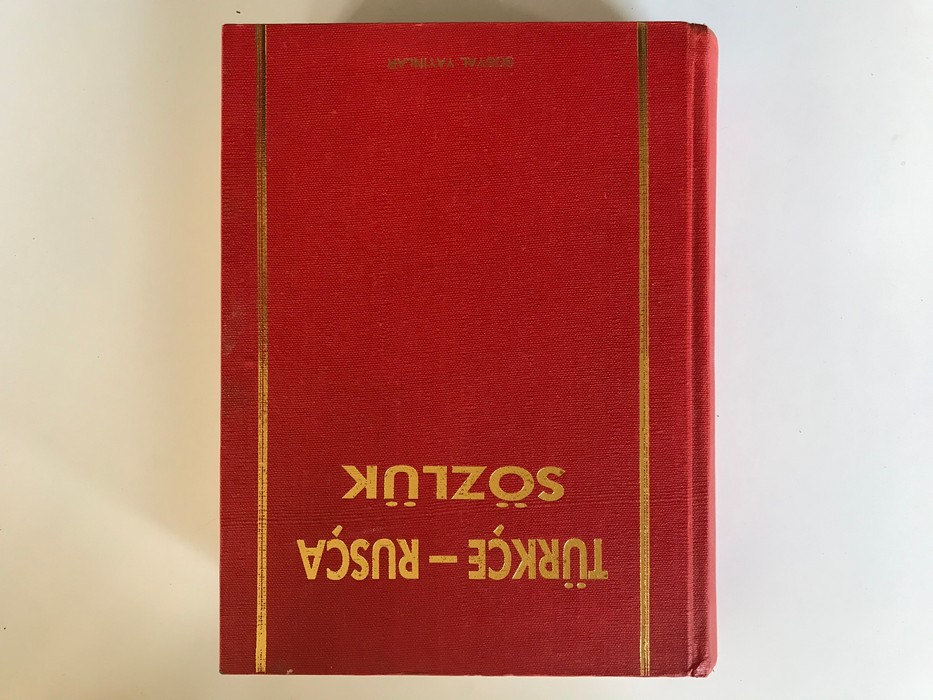 TÜRKÇE – RUSÇA
SÖZLÜK
SOSYAL YAYINLAR